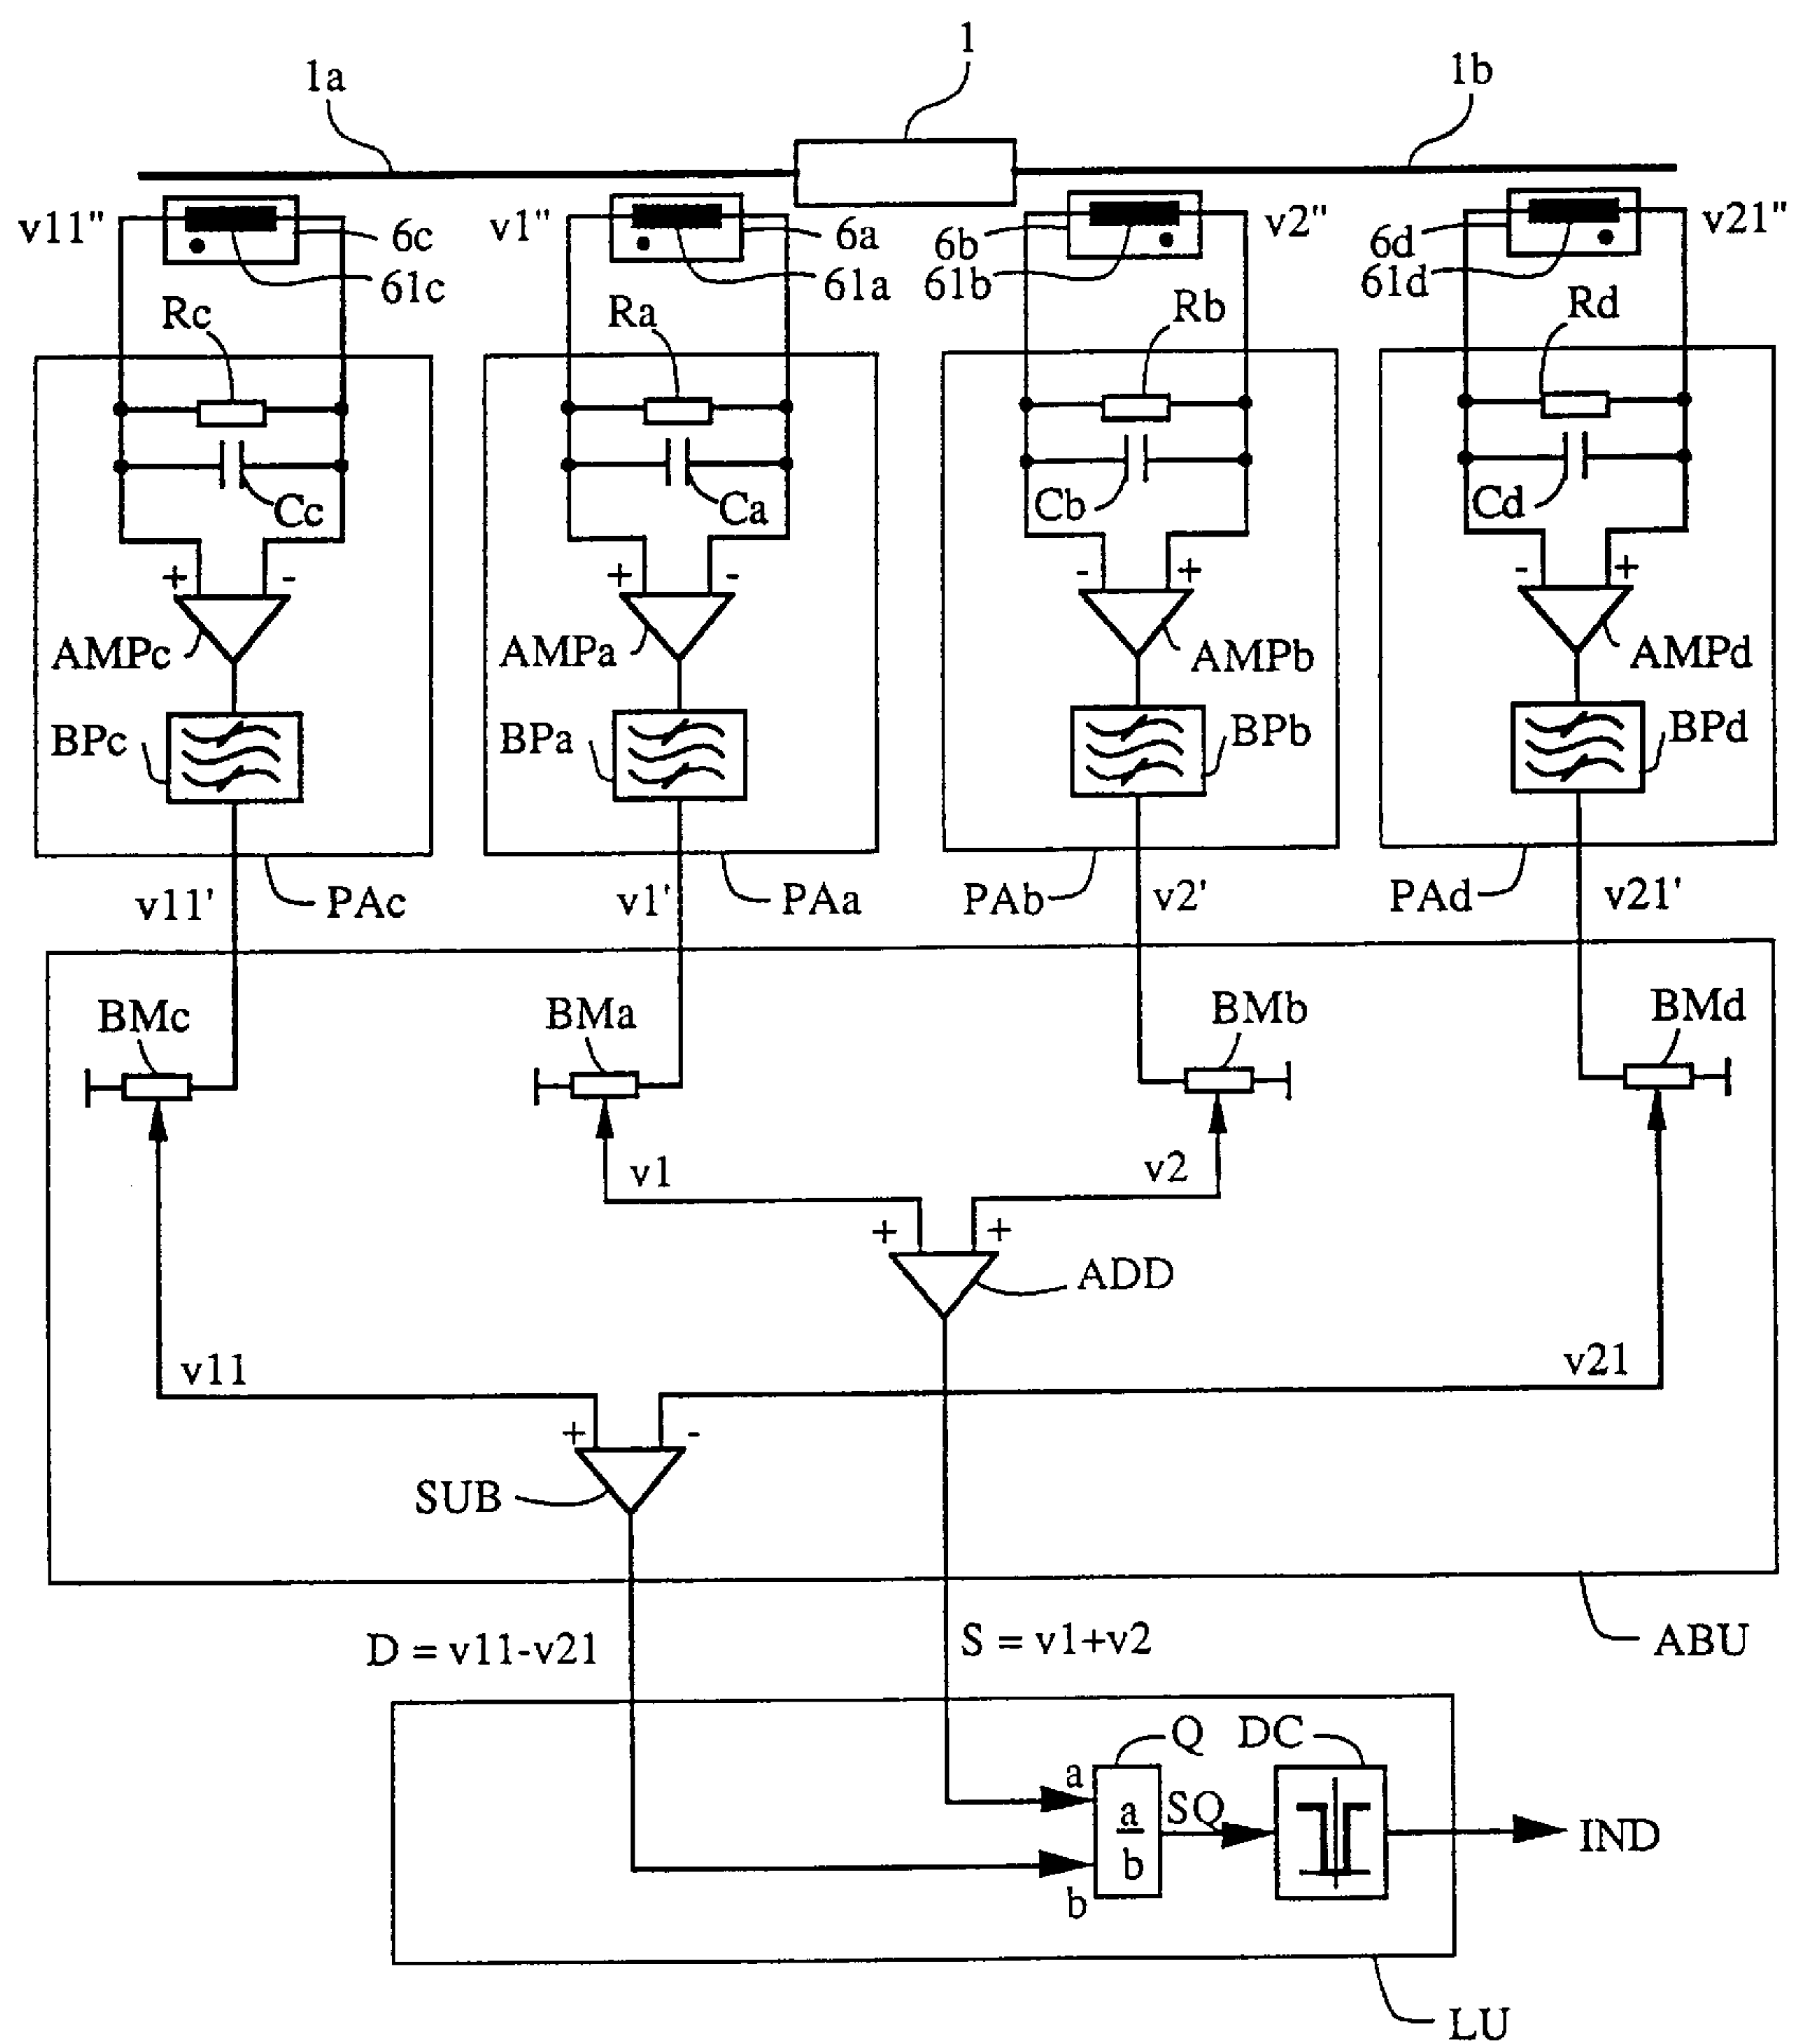 1
1a
1b
v11"
6c
61c
v1"
6a
61a
6b
61b
v2"
6d
61d
v21"
Rc
Ra
Rb
Rd
Cc
Ca
Cb
Cd
+ -
+ -
- +
- +
AMPc
AMPa
AMPb
AMPd
BPc
BPa
BPb
BPd
v11'
PAc
v1'
PAa
PAb
v2'
PAd
v21'
BMc
BMa
BMb
BMd
v1
v2
+ +
ADD
v11
v21
+ -
SUB
D = v11-v21
S = v1+v2
ABU
Q
DC
a
a
b
SQ
b
IND
LU